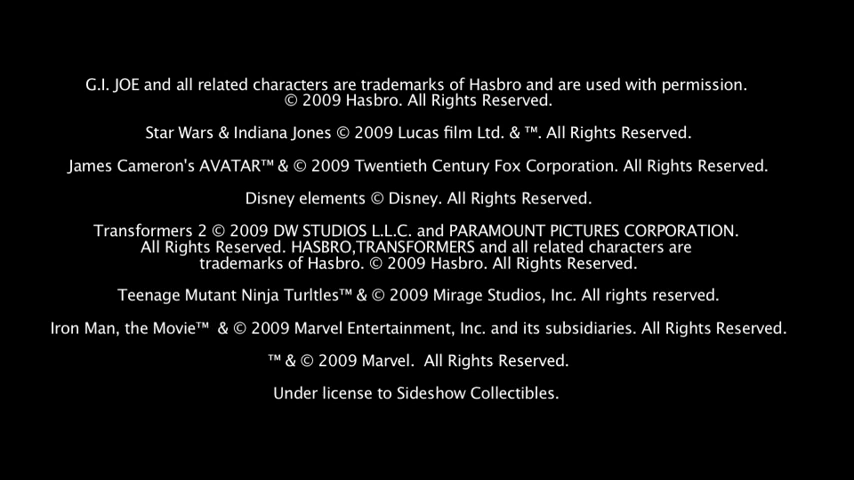 G.I. JOE and all related characters are trademarks of Hasbro and are used with permission.
© 2009 Hasbro. All Rights Reserved.
Star Wars & Indiana Jones © 2009 Lucas film Ltd. & ™. All Rights Reserved.
James Cameron's AVATAR™ & © 2009 Twentieth Century Fox Corporation. All Rights Reserved.
Disney elements © Disney. All Rights Reserved.
Transformers 2 © 2009 DW STUDIOS L.L.C. and PARAMOUNT PICTURES CORPORATION.
All Rights Reserved. HASBRO,TRANSFORMERS and all related characters are
trademarks of Hasbro. © 2009 Hasbro. All Rights Reserved.
Teenage Mutant Ninja Turltles™ & © 2009 Mirage Studios, Inc. All rights reserved.
Iron Man, the Movie™ & © 2009 Marvel Entertainment, Inc. and its subsidiaries. All Rights Reserved.
™ & © 2009 Marvel. All Rights Reserved.
Under license to Sideshow Collectibles.